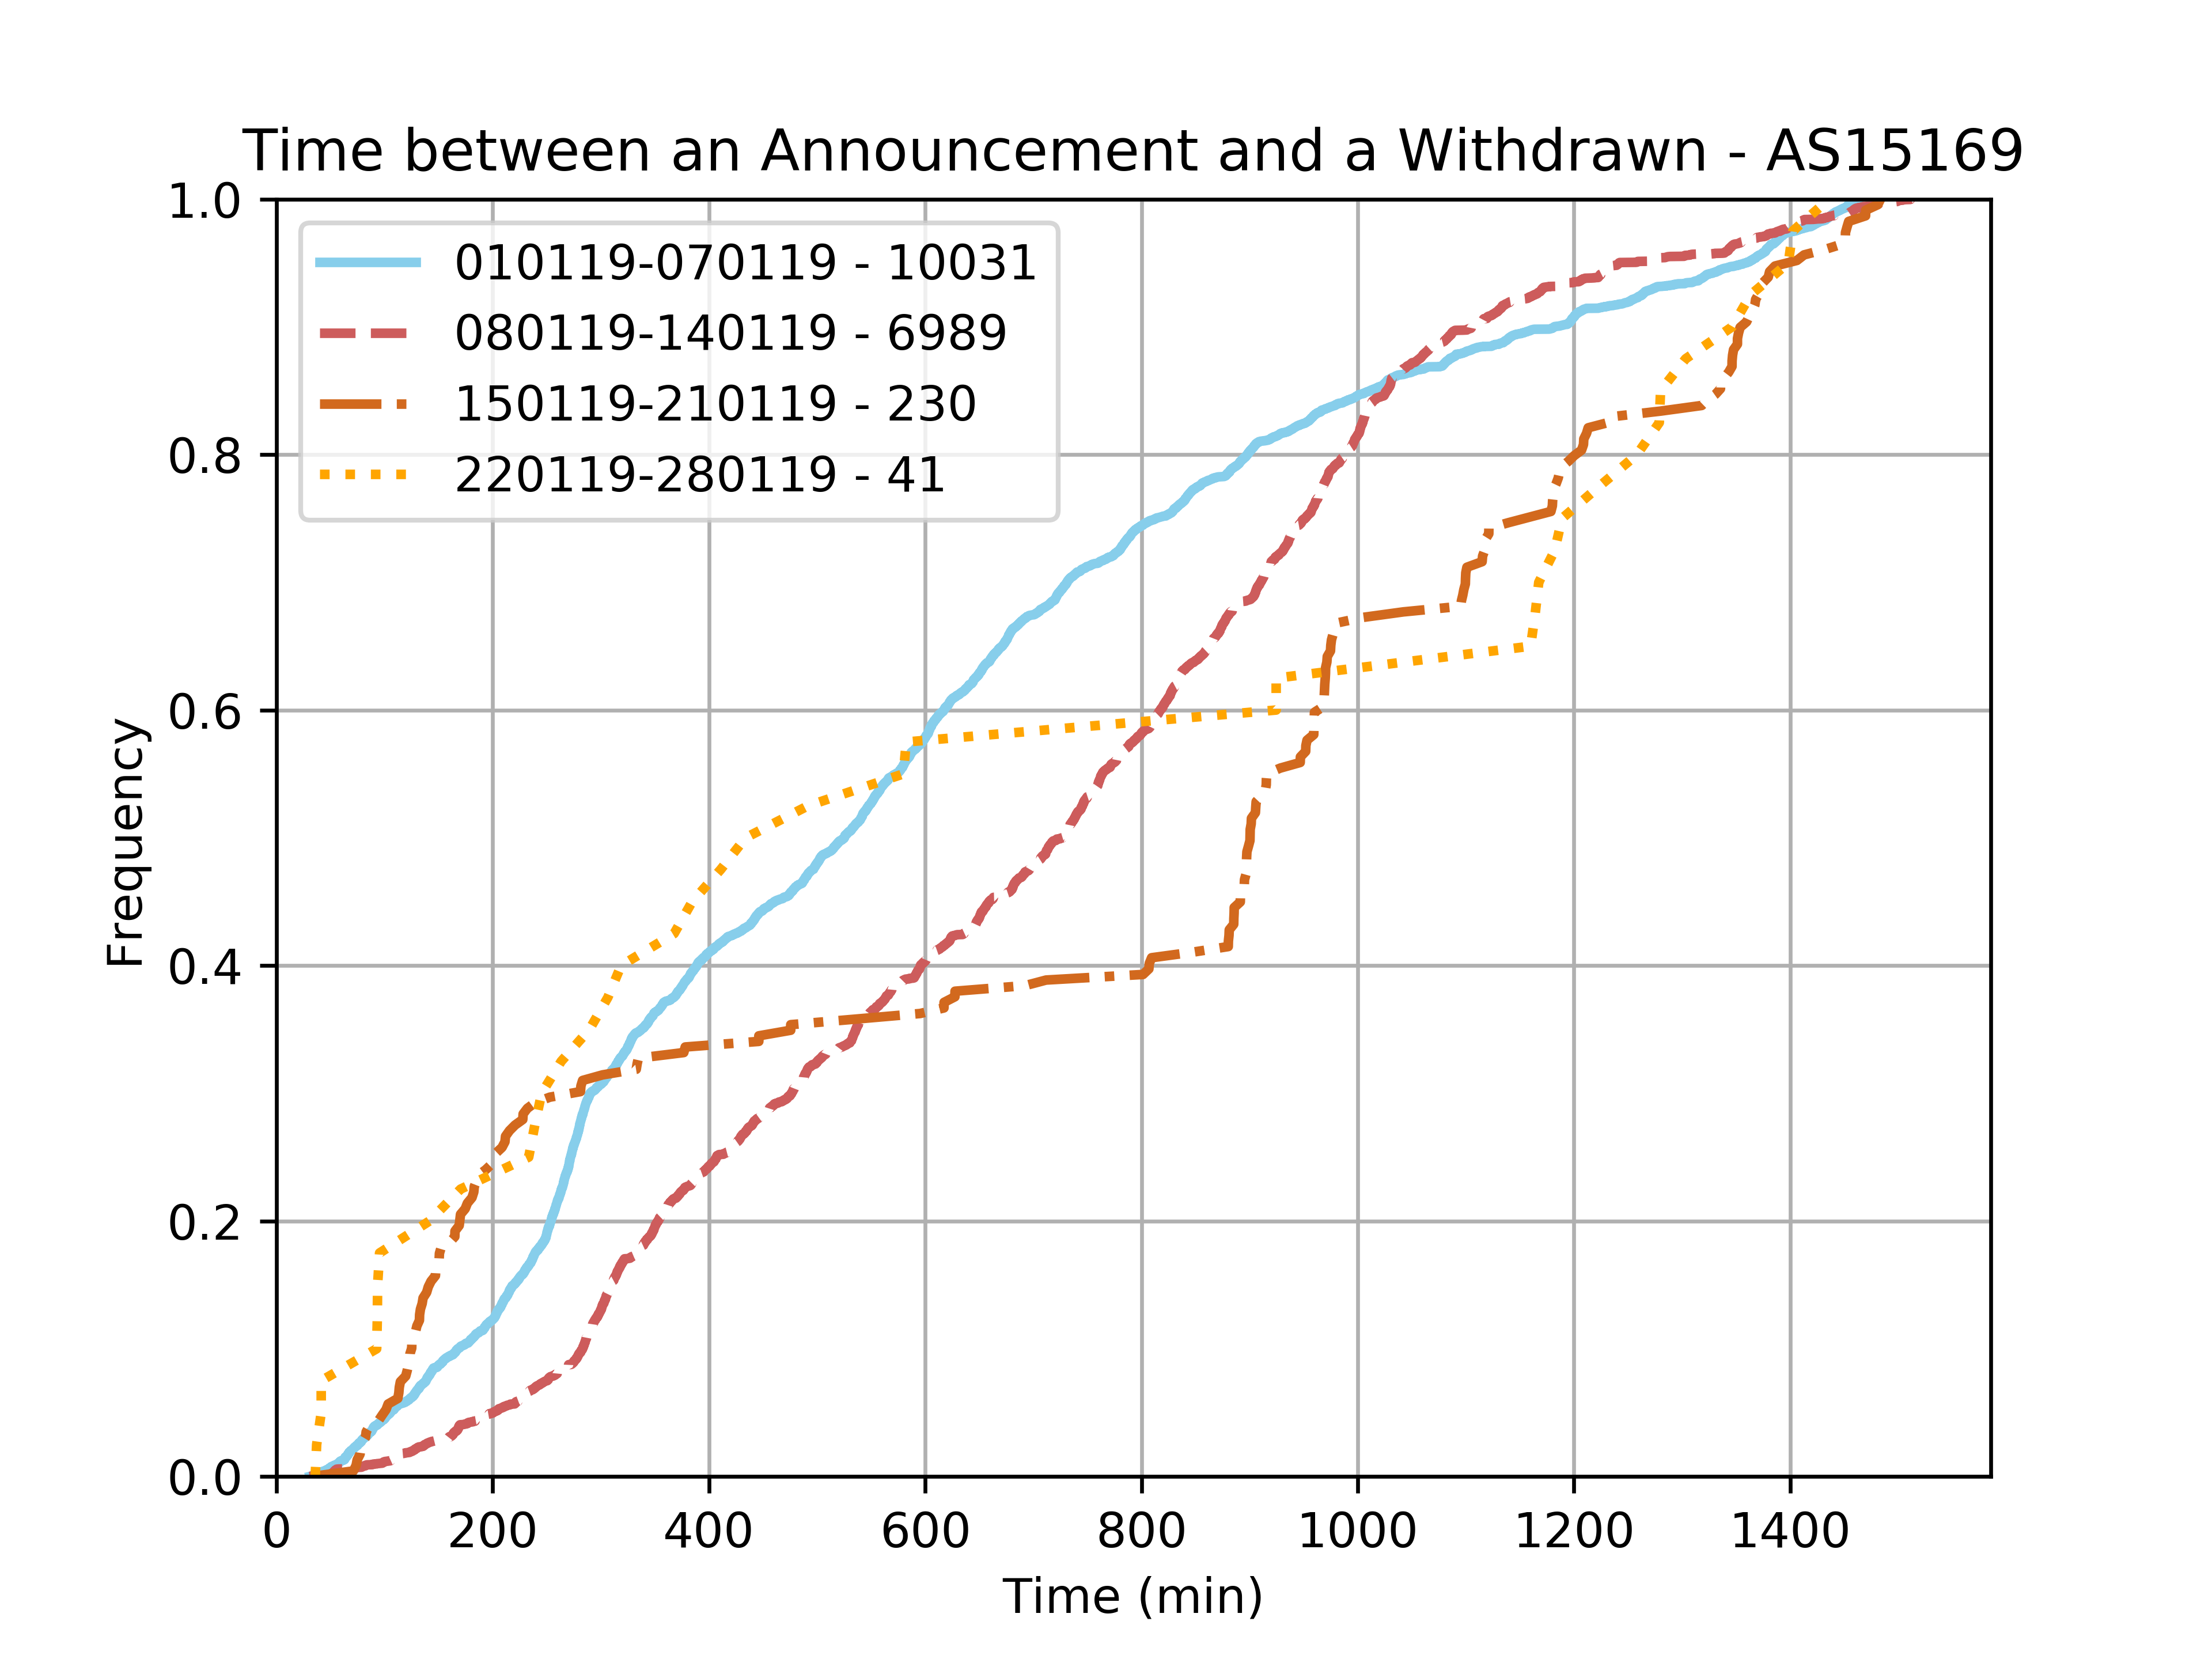 Time between an Announcement and a Withdrawn - AS15169
1.0
010119-070119 - 10031
080119-140119 - 6989
150119-210119 - 230
220119-280119 - 41
0.8
0.6
0.4
0.2
0.0
Frequency
0 200 400 600 800 1000 1200 1400
Time (min)